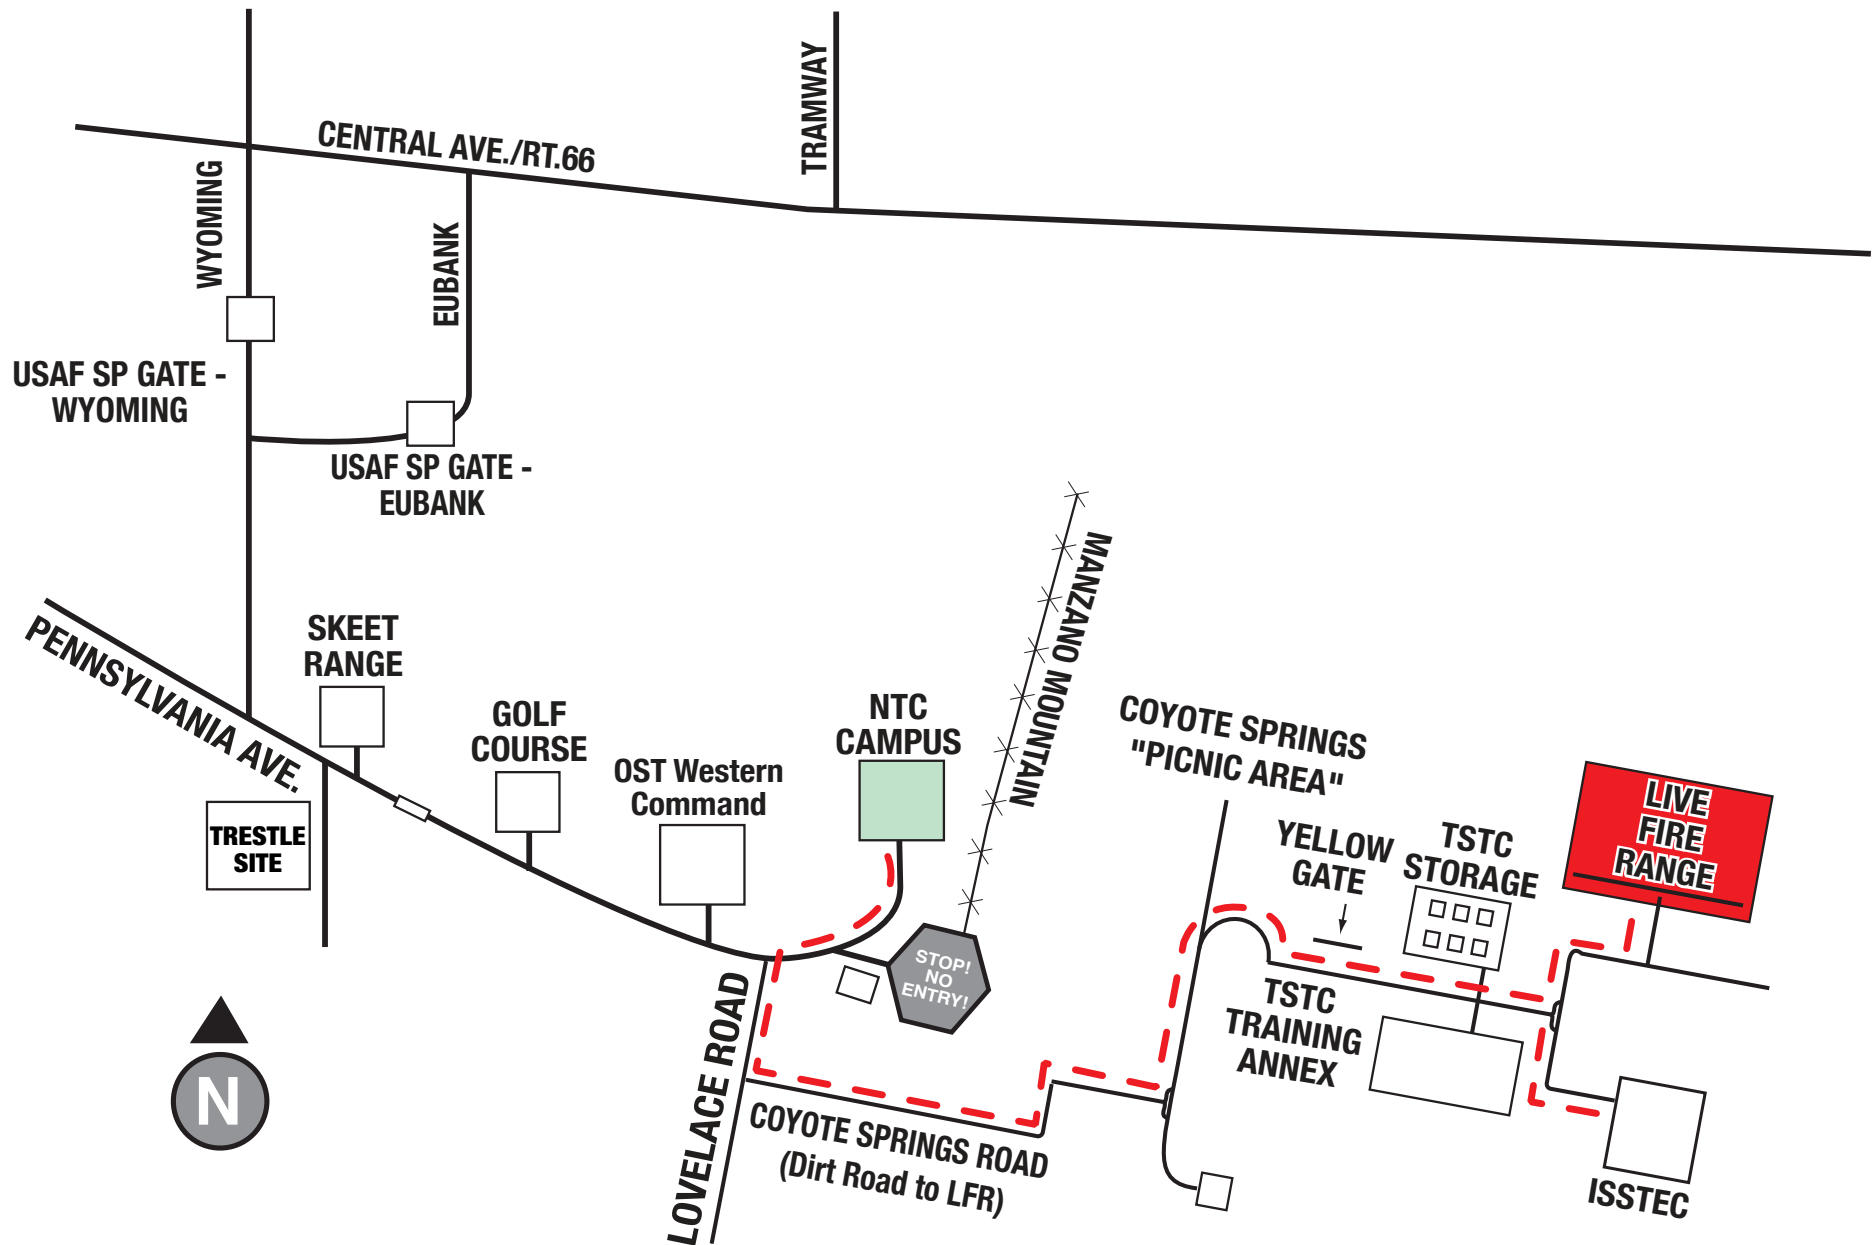 TRAMWAY
CENTRAL AVE./RT.66
WYOMING
EUBANK
USAF SP GATE -
WYOMING
USAF SP GATE -
EUBANK
MANZANO MOUNTAIN
PENNSYLVANIA AVE.
SKEET
RANGE
GOLF
COURSE
OST Western
Command
NTC
CAMPUS
COYOTE SPRINGS
"PICNIC AREA"
TRESTLE
SITE
YELLOW
GATE
TSTC
STORAGE
LIVE
FIRE
RANGE
STOP!
NO
ENTRY!
LOVELACE ROAD
TSTC
TRAINING
ANNEX
N
COYOTE SPRINGS ROAD
(Dirt Road to LFR)
ISSTEC